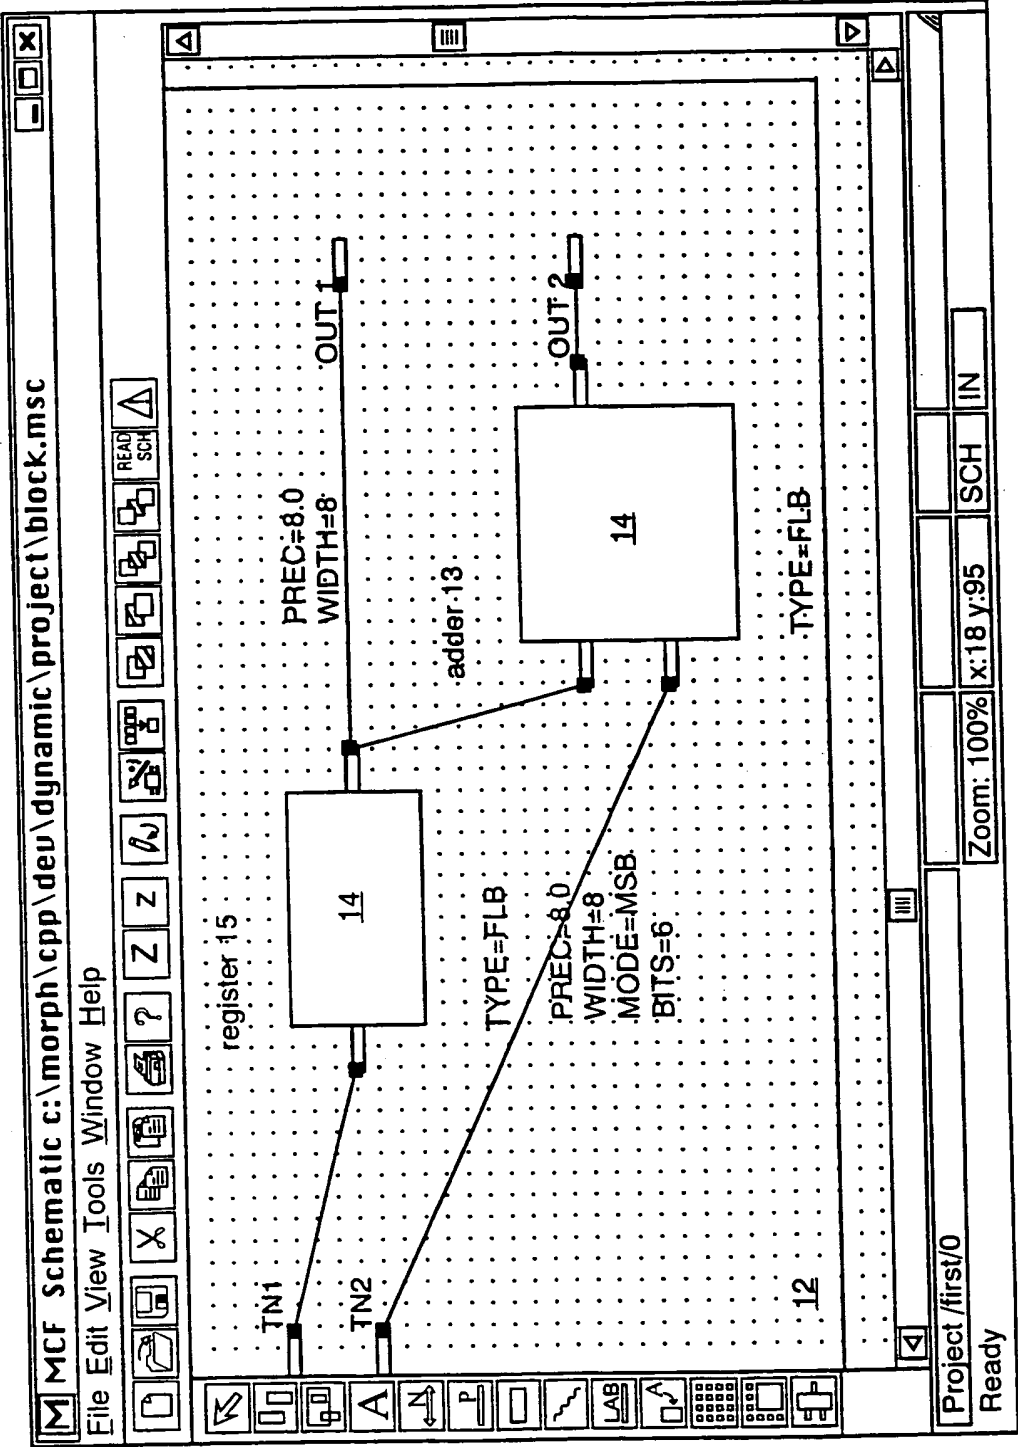 M MCF Schematic c:\morph\cpp\dev\dynamic\project\block.msc
File Edit View Tools Window Help
? Z z READ SCH
A
N
P
LAB
A
TN1
TN2
register 15
14
TYPE=FLB
PREC=8.0
WIDTH=8
MODE=MSB
BITS=6
PREC=8.0
WIDTH=8
adder 13
14
TYPE=FLB
OUT 1
OUT 2
12
Project /first/0
Zoom: 100% x:18 y:95 SCH IN
Ready